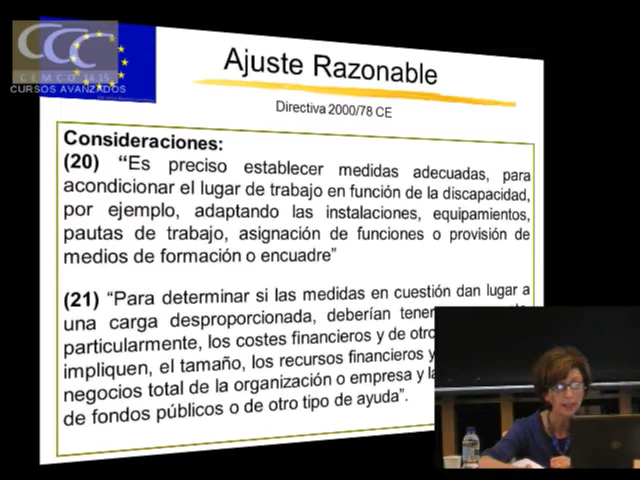 CCC
CEMCO 14.15
CURSOS AVANZADOS
Ajuste Razonable
Directiva 2000/78 CE
Consideraciones:
(20) “Es preciso establecer medidas adecuadas, para
acondicionar el lugar de trabajo en función de la discapacidad,
por ejemplo, adaptando las instalaciones, equipamientos,
pautas de trabajo, asignación de funciones o provisión de
medios de formación o encuadre”
(21) “Para determinar si las medidas en cuestión dan lugar a
una carga desproporcionada, deberían
particularmente, los costes financieros y de
impliquen, el tamaño, los recursos financieros y
negocios total de la organización o empresa y
de fondos públicos o de otro tipo de ayuda”.